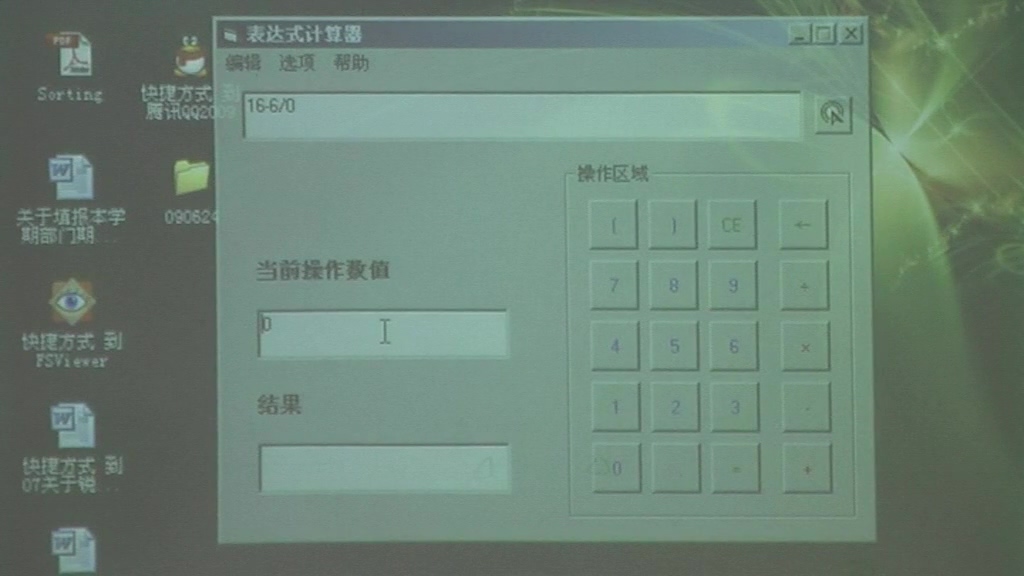 表达式计算器
编辑 选项 帮助
16-6/0
操作区域
( ) CE ←
7 8 9 ÷
4 5 6 ×
1 2 3 -
0 = +
当前操作数值
0
结果
Sorting
快捷方式 到
腾讯QQ2009
关于填报本学
期部门期...
090624
快捷方式 到
FSViewer
快捷方式 到
07关于...